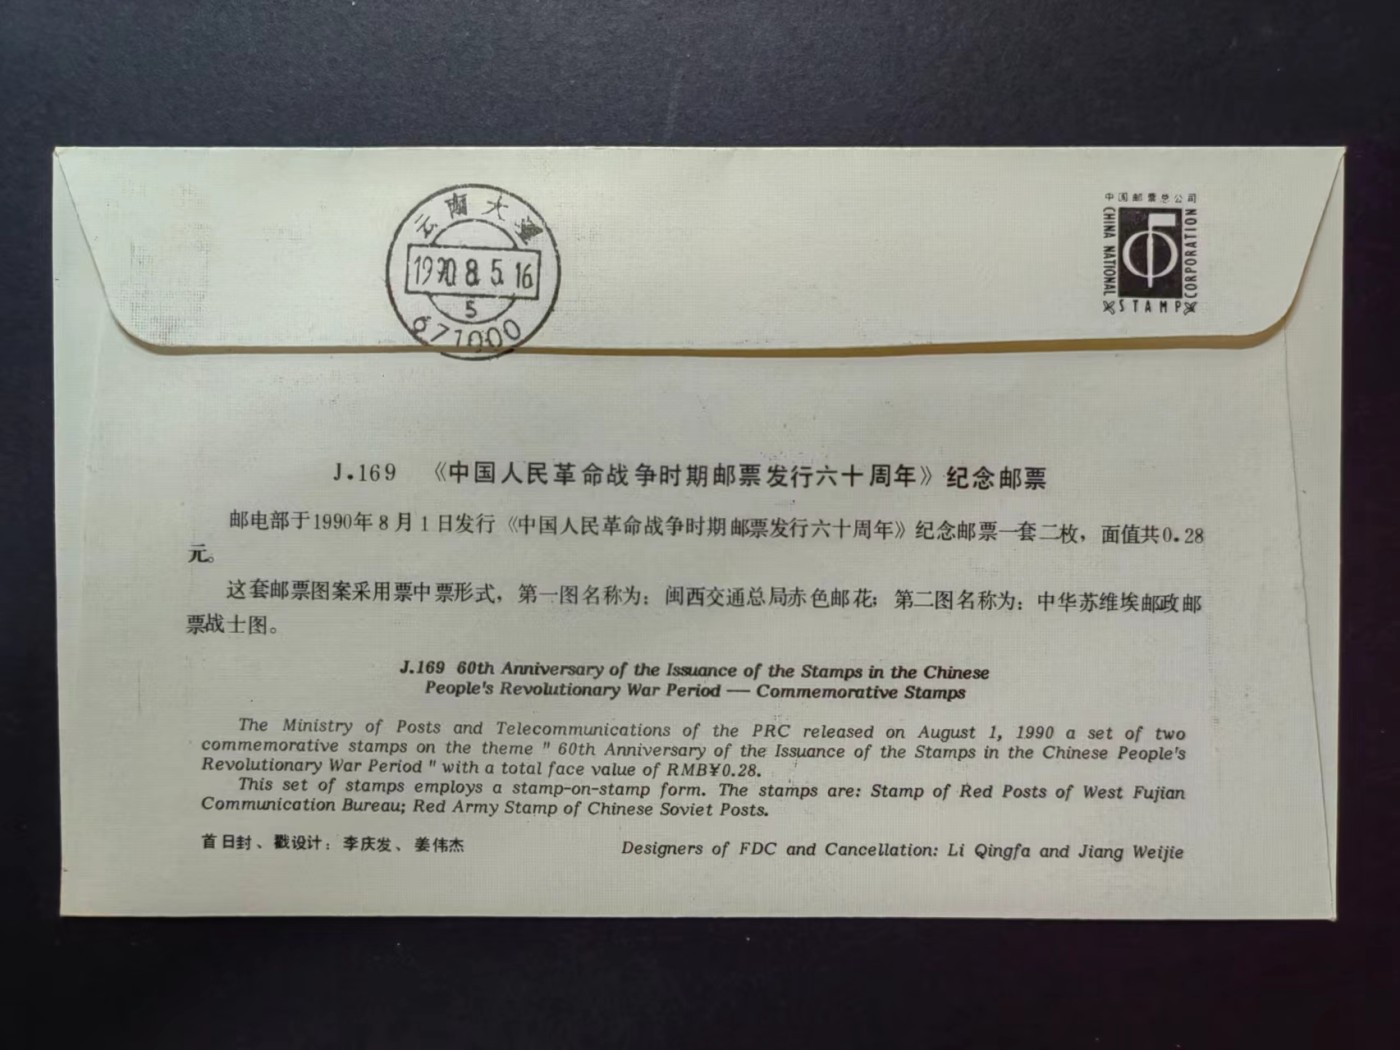 云南大理
1990.8.5.16
5
671000
中国邮票总公司
CHINA NATIONAL
STAMP
CORPORATION
J.169 《中国人民革命战争时期邮票发行六十周年》纪念邮票
邮电部于1990年8月1日发行《中国人民革命战争时期邮票发行六十周年》纪念邮票一套二枚，面值共0.28
元。
这套邮票图案采用票中票形式，第一图名称为：闽西交通总局赤色邮花；第二图名称为：中华苏维埃邮政邮
票战士图。
J.169 60th Anniversary of the Issuance of the Stamps in the Chinese
People's Revolutionary War Period — Commemorative Stamps
The Ministry of Posts and Telecommunications of the PRC released on August 1, 1990 a set of two
commemorative stamps on the theme " 60th Anniversary of the Issuance of the Stamps in the Chinese People's
Revolutionary War Period " with a total face value of RMB¥0.28.
This set of stamps employs a stamp-on-stamp form. The stamps are: Stamp of Red Posts of West Fujian
Communication Bureau; Red Army Stamp of Chinese Soviet Posts.
首日封、戳设计：李庆发、姜伟杰
Designers of FDC and Cancellation: Li Qingfa and Jiang Weijie